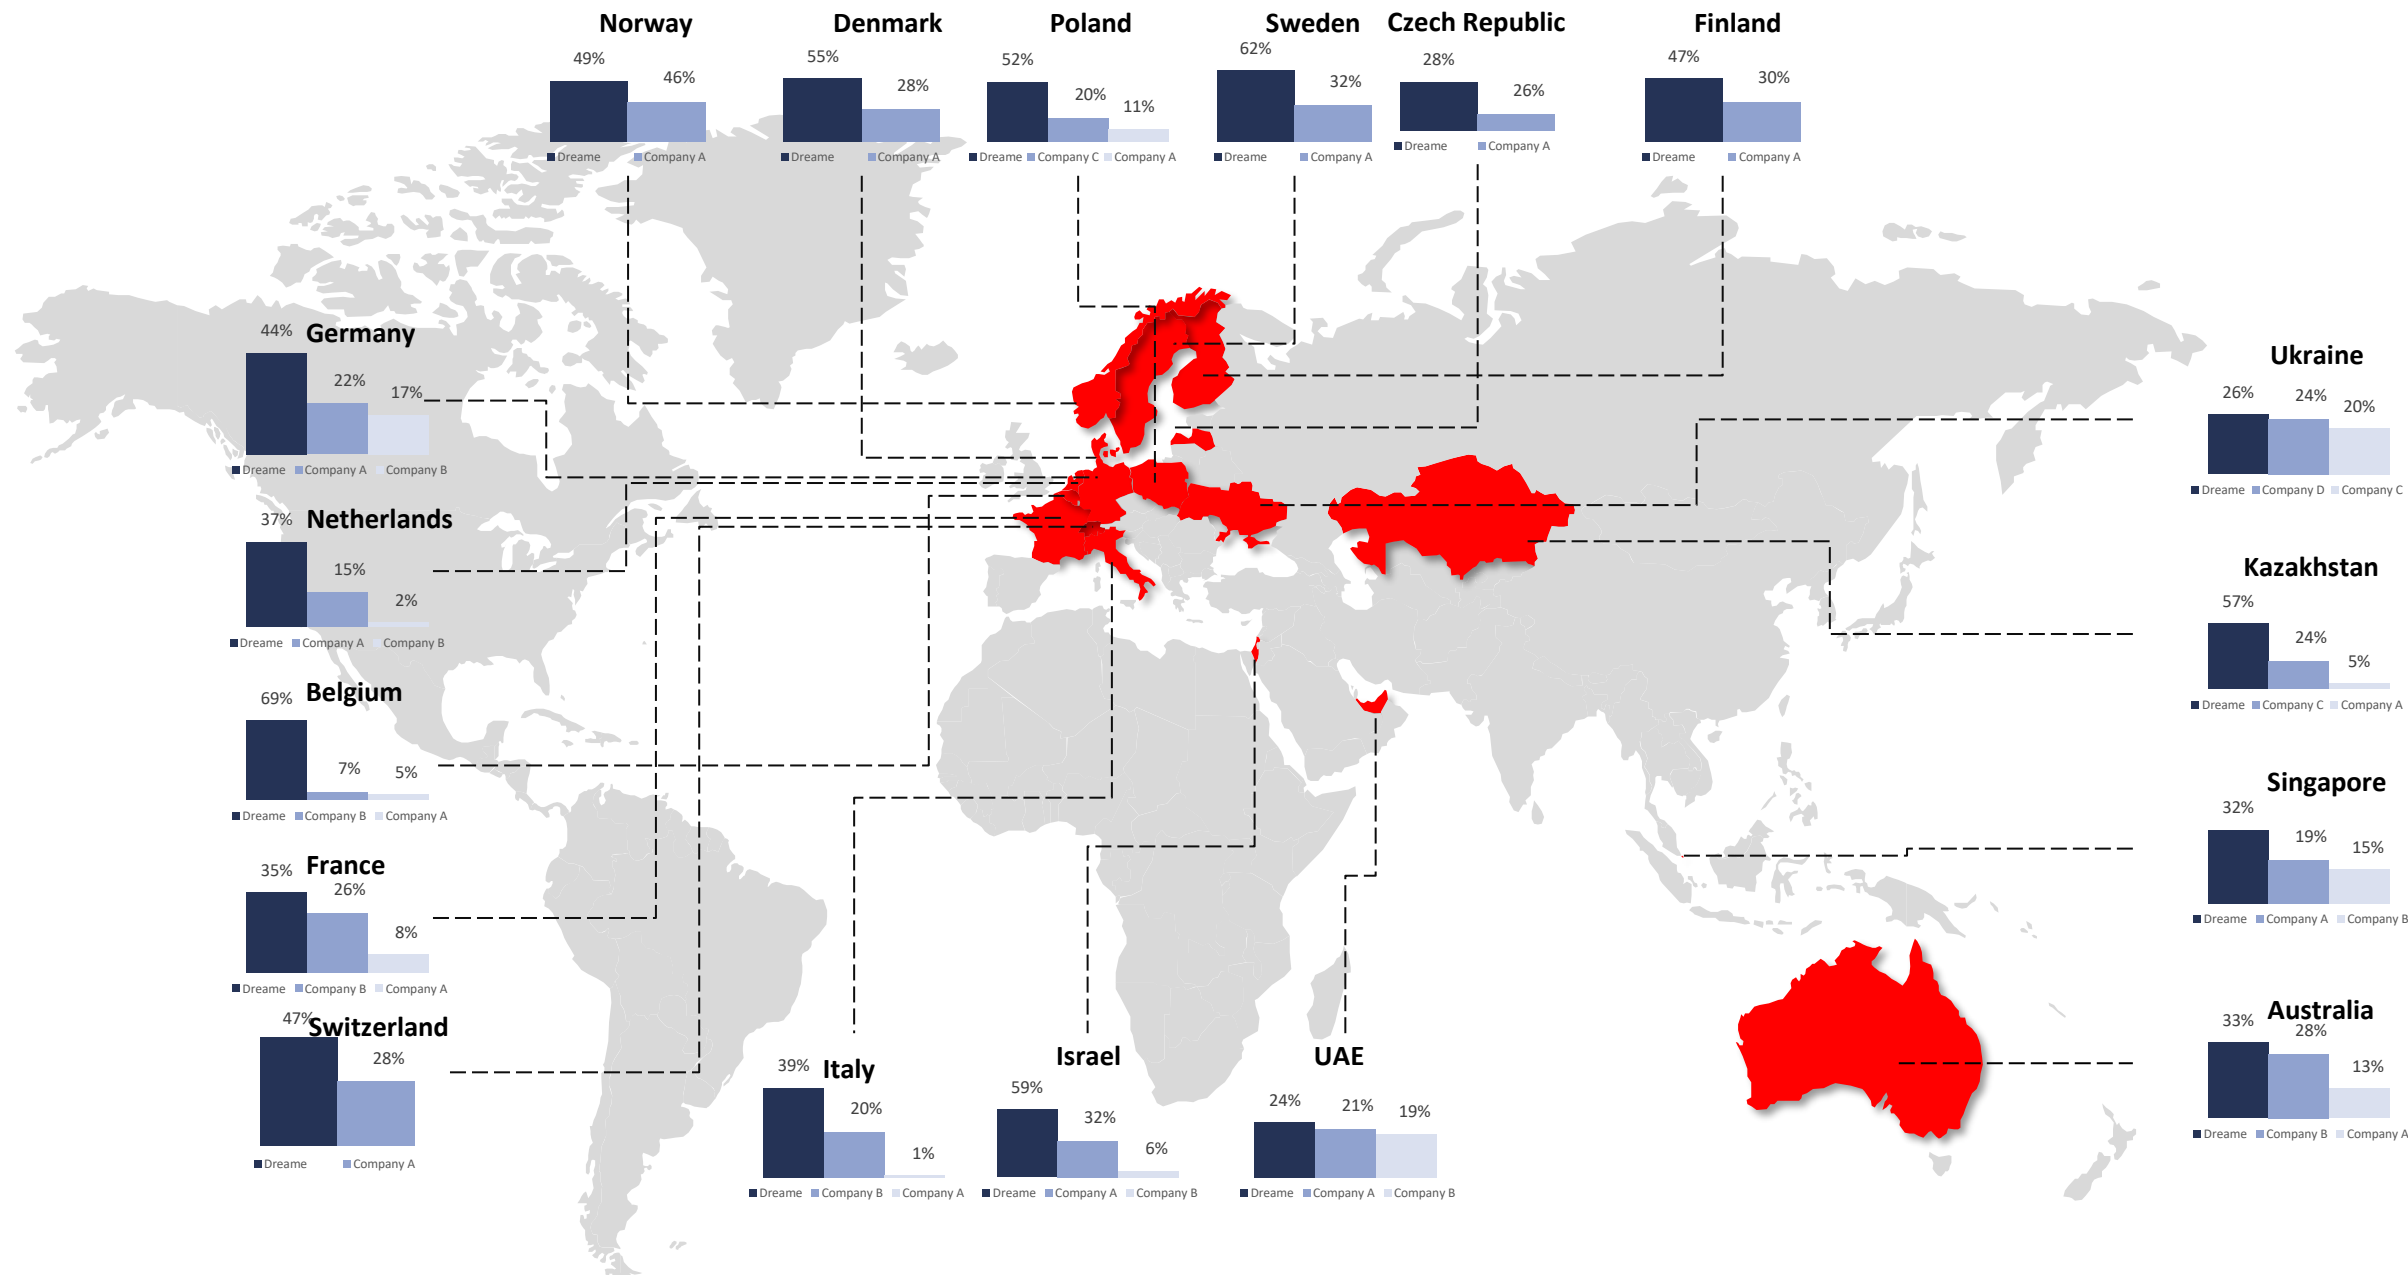 Norway
49%
46%
Dreame Company A
Denmark
55%
28%
Dreame Company A
Poland
52%
20%
11%
Dreame Company C Company A
Sweden
62%
32%
Dreame Company A
Czech Republic
28%
26%
Dreame Company A
Finland
47%
30%
Dreame Company A
Germany
44%
22%
17%
Dreame Company A Company B
Netherlands
37%
15%
2%
Dreame Company A Company B
Belgium
69%
7%
5%
Dreame Company B Company A
France
35%
26%
8%
Dreame Company B Company A
Switzerland
47%
28%
Dreame Company A
Italy
39%
20%
1%
Dreame Company B Company A
Israel
59%
32%
6%
Dreame Company A Company B
UAE
24%
21%
19%
Dreame Company A Company B
Ukraine
26%
24%
20%
Dreame Company D Company C
Kazakhstan
57%
24%
5%
Dreame Company C Company A
Singapore
32%
19%
15%
Dreame Company A Company B
Australia
33%
28%
13%
Dreame Company B Company A